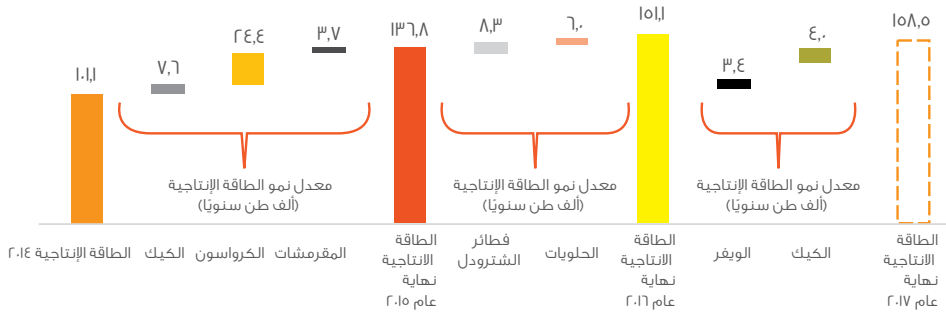 ١٠١,١
٧,٦
٢٤,٤
٣,٧
١٣٦,٨
٨,٣
٦,٠
١٥١,١
٣,٤
٤,٠
١٥٨,٥
معدل نمو الطاقة الإنتاجية
(ألف طن سنويًا)
معدل نمو الطاقة الإنتاجية
(ألف طن سنويًا)
معدل نمو الطاقة الإنتاجية
(ألف طن سنويًا)
الطاقة الإنتاجية ٢٠١٤
الكيك
الكرواسون
المقرمشات
الطاقة
الانتاجية
نهاية
عام ٢٠١٥
فطائر
الشترودل
الحلويات
الطاقة
الانتاجية
نهاية
عام ٢٠١٦
الويفر
الكيك
الطاقة
الانتاجية
نهاية
عام ٢٠١٧